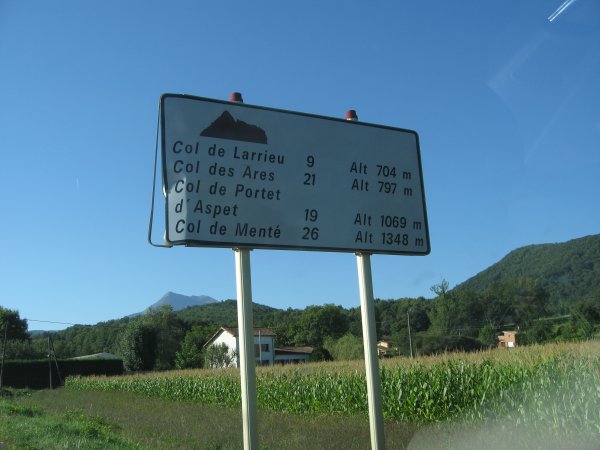 Col de Larrieu 9 Alt 704 m
Col des Ares 21 Alt 797 m
Col de Portet
d'Aspet 19 Alt 1069 m
Col de Menté 26 Alt 1348 m